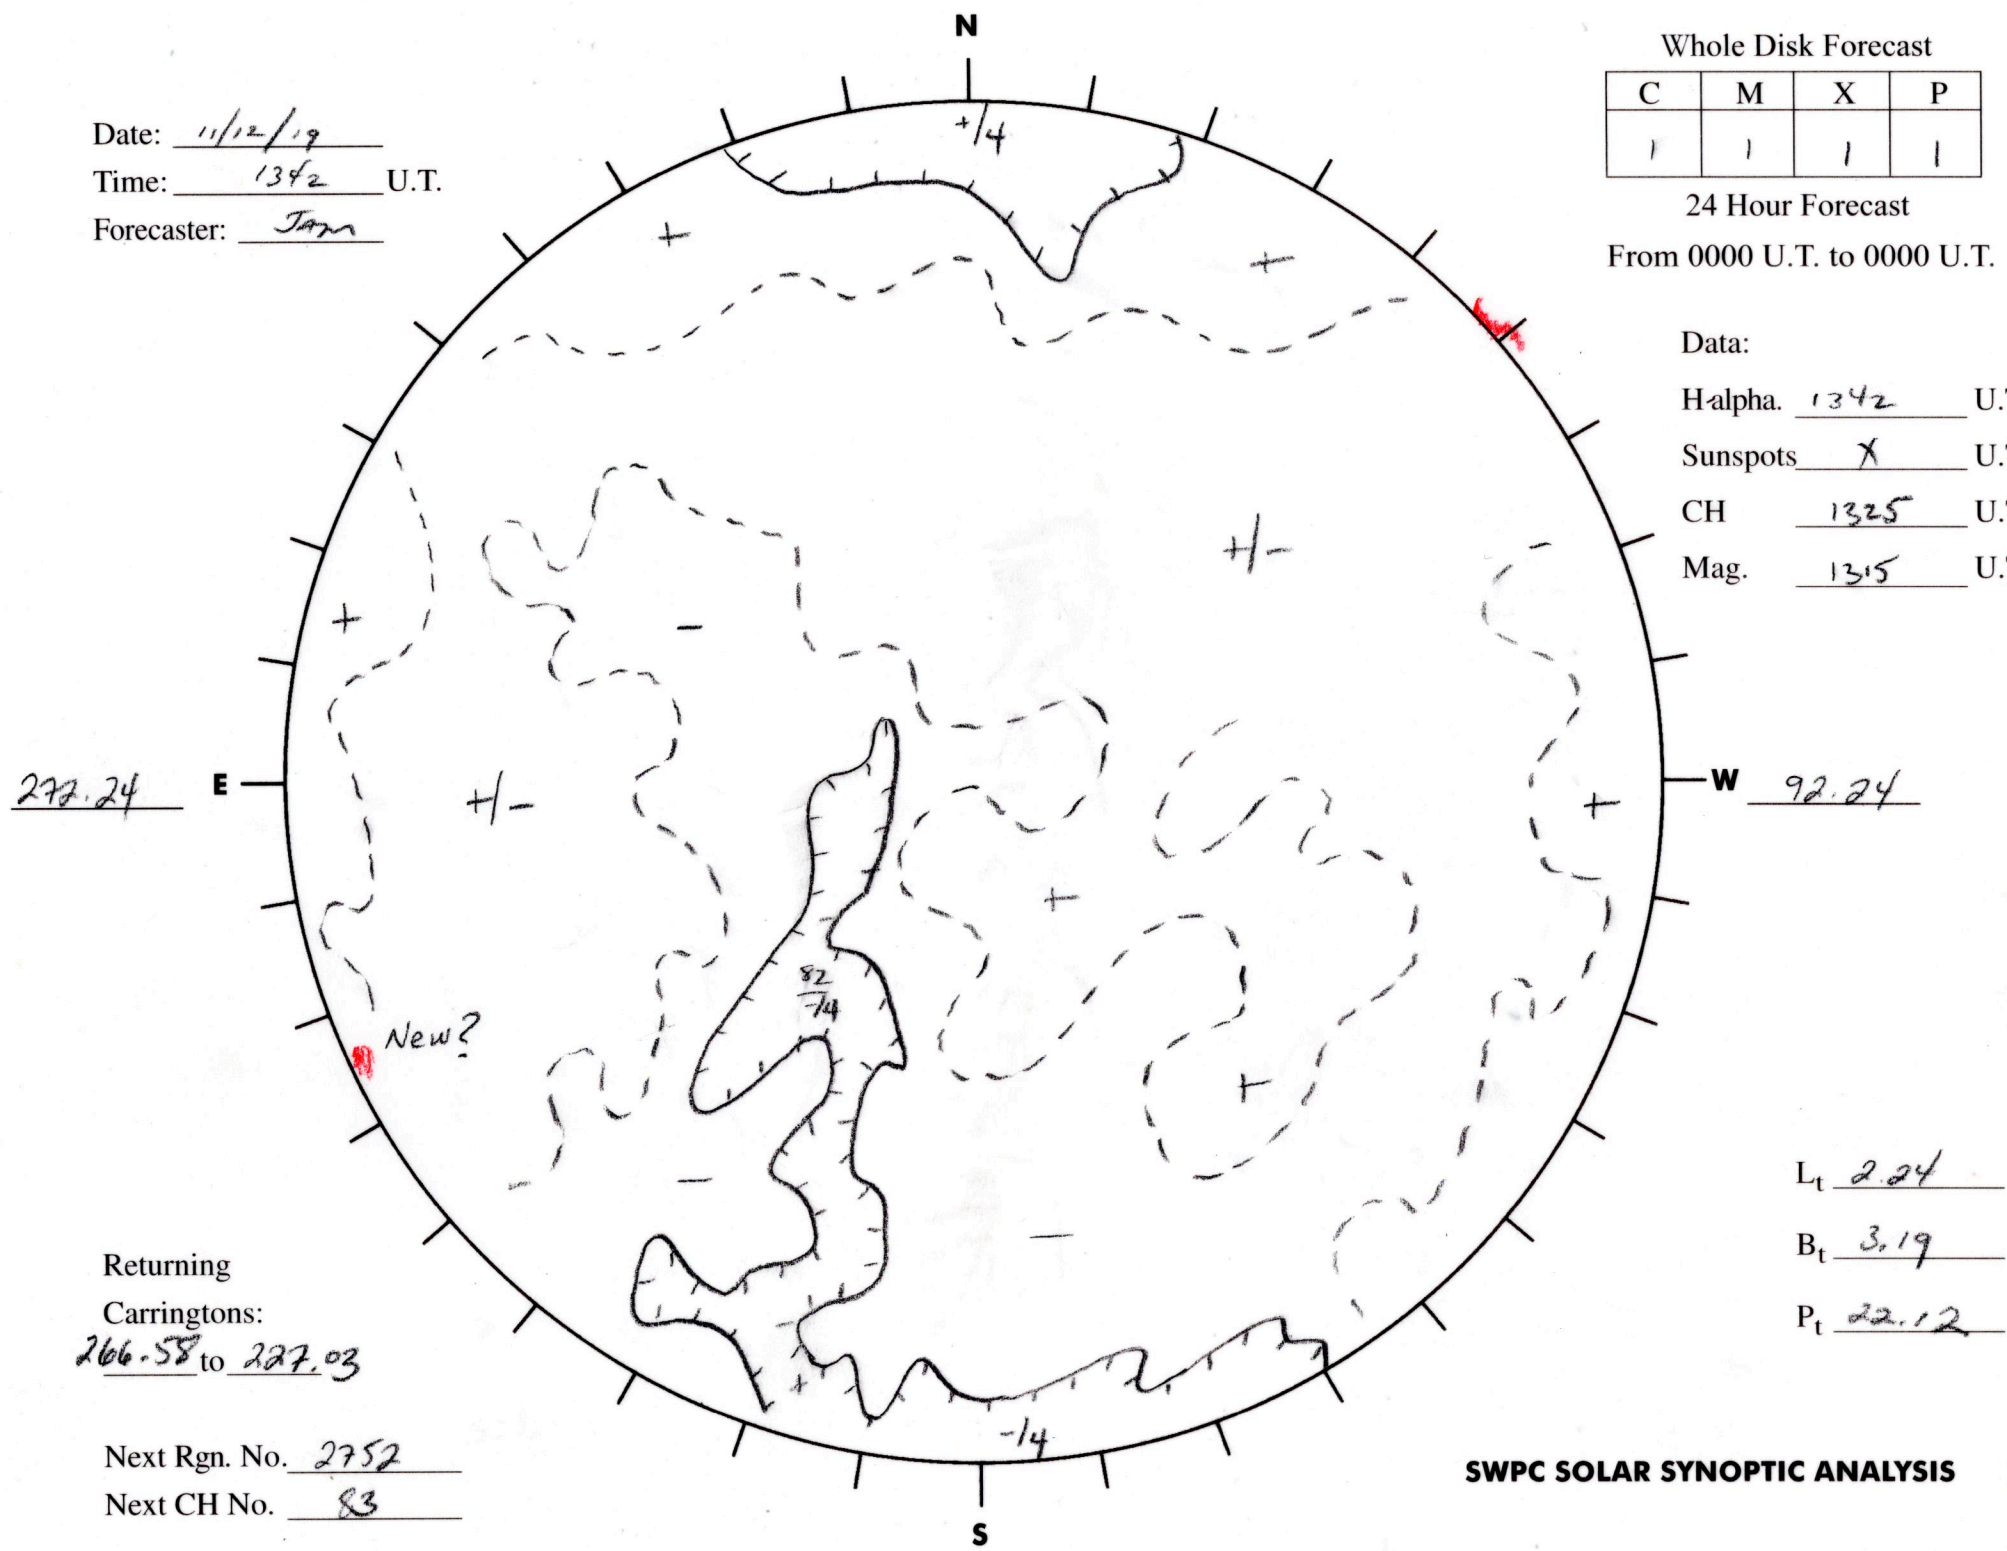 N
Whole Disk Forecast
C M X P
1 1 1 1
24 Hour Forecast
From 0000 U.T. to 0000 U.T.
Date: 11/12/19
Time: 1342 U.T.
Forecaster:
+/4
+
+
Data:
H-alpha. 1342 U.T
Sunspots X U.T
CH 1325 U.T
Mag. 1315 U.T
+/-
+
-
272.24 E
+/-
+
W 92.24
+
82
-/4
New?
+
-
-
Lt 2.24
Bt 3.19
Pt 22.12
Returning
Carringtons:
266.58 to 227.03
+
-/4
Next Rgn. No. 2752
Next CH No. 83
SWPC SOLAR SYNOPTIC ANALYSIS
S